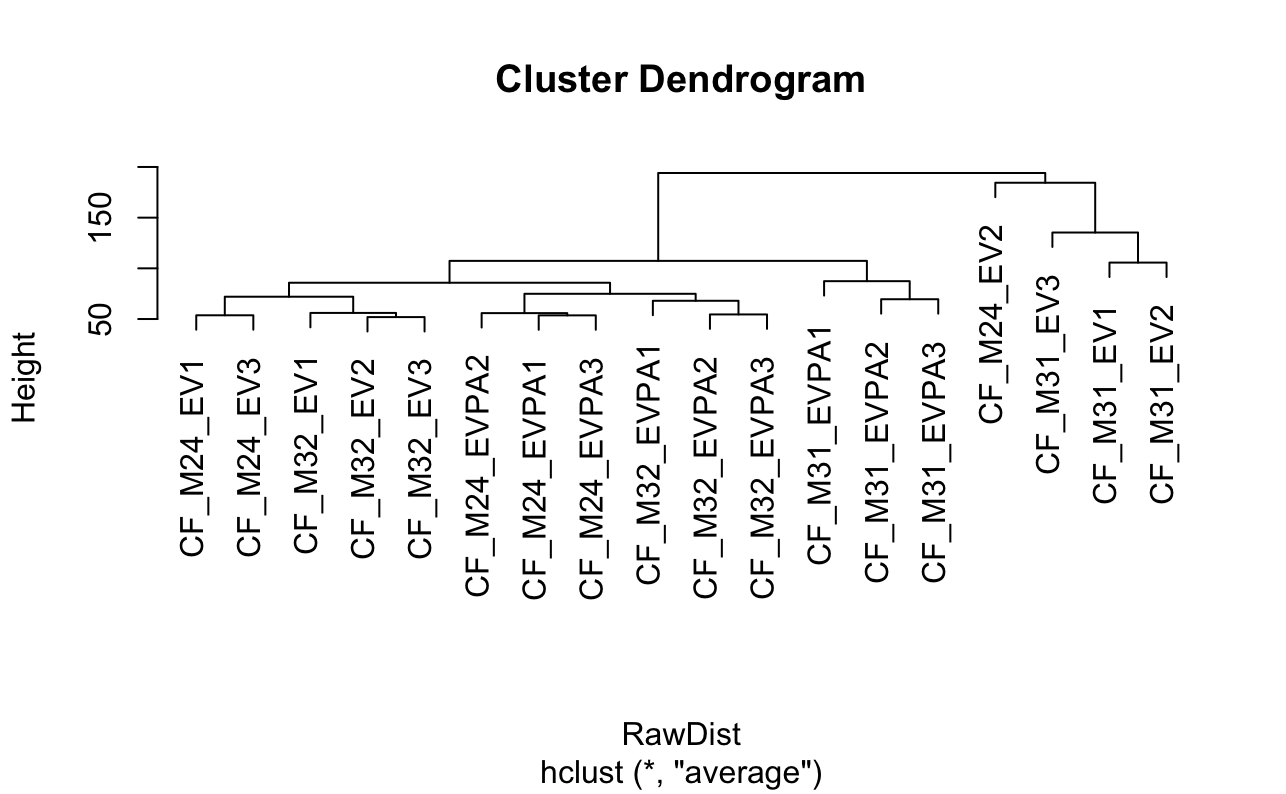 Cluster Dendrogram
Height
150
50
CF_M24_EV1
CF_M24_EV3
CF_M32_EV1
CF_M32_EV2
CF_M32_EV3
CF_M24_EVPA2
CF_M24_EVPA1
CF_M24_EVPA3
CF_M32_EVPA1
CF_M32_EVPA2
CF_M32_EVPA3
CF_M31_EVPA1
CF_M31_EVPA2
CF_M31_EVPA3
CF_M24_EV2
CF_M31_EV3
CF_M31_EV1
CF_M31_EV2
RawDist
hclust (*, "average")